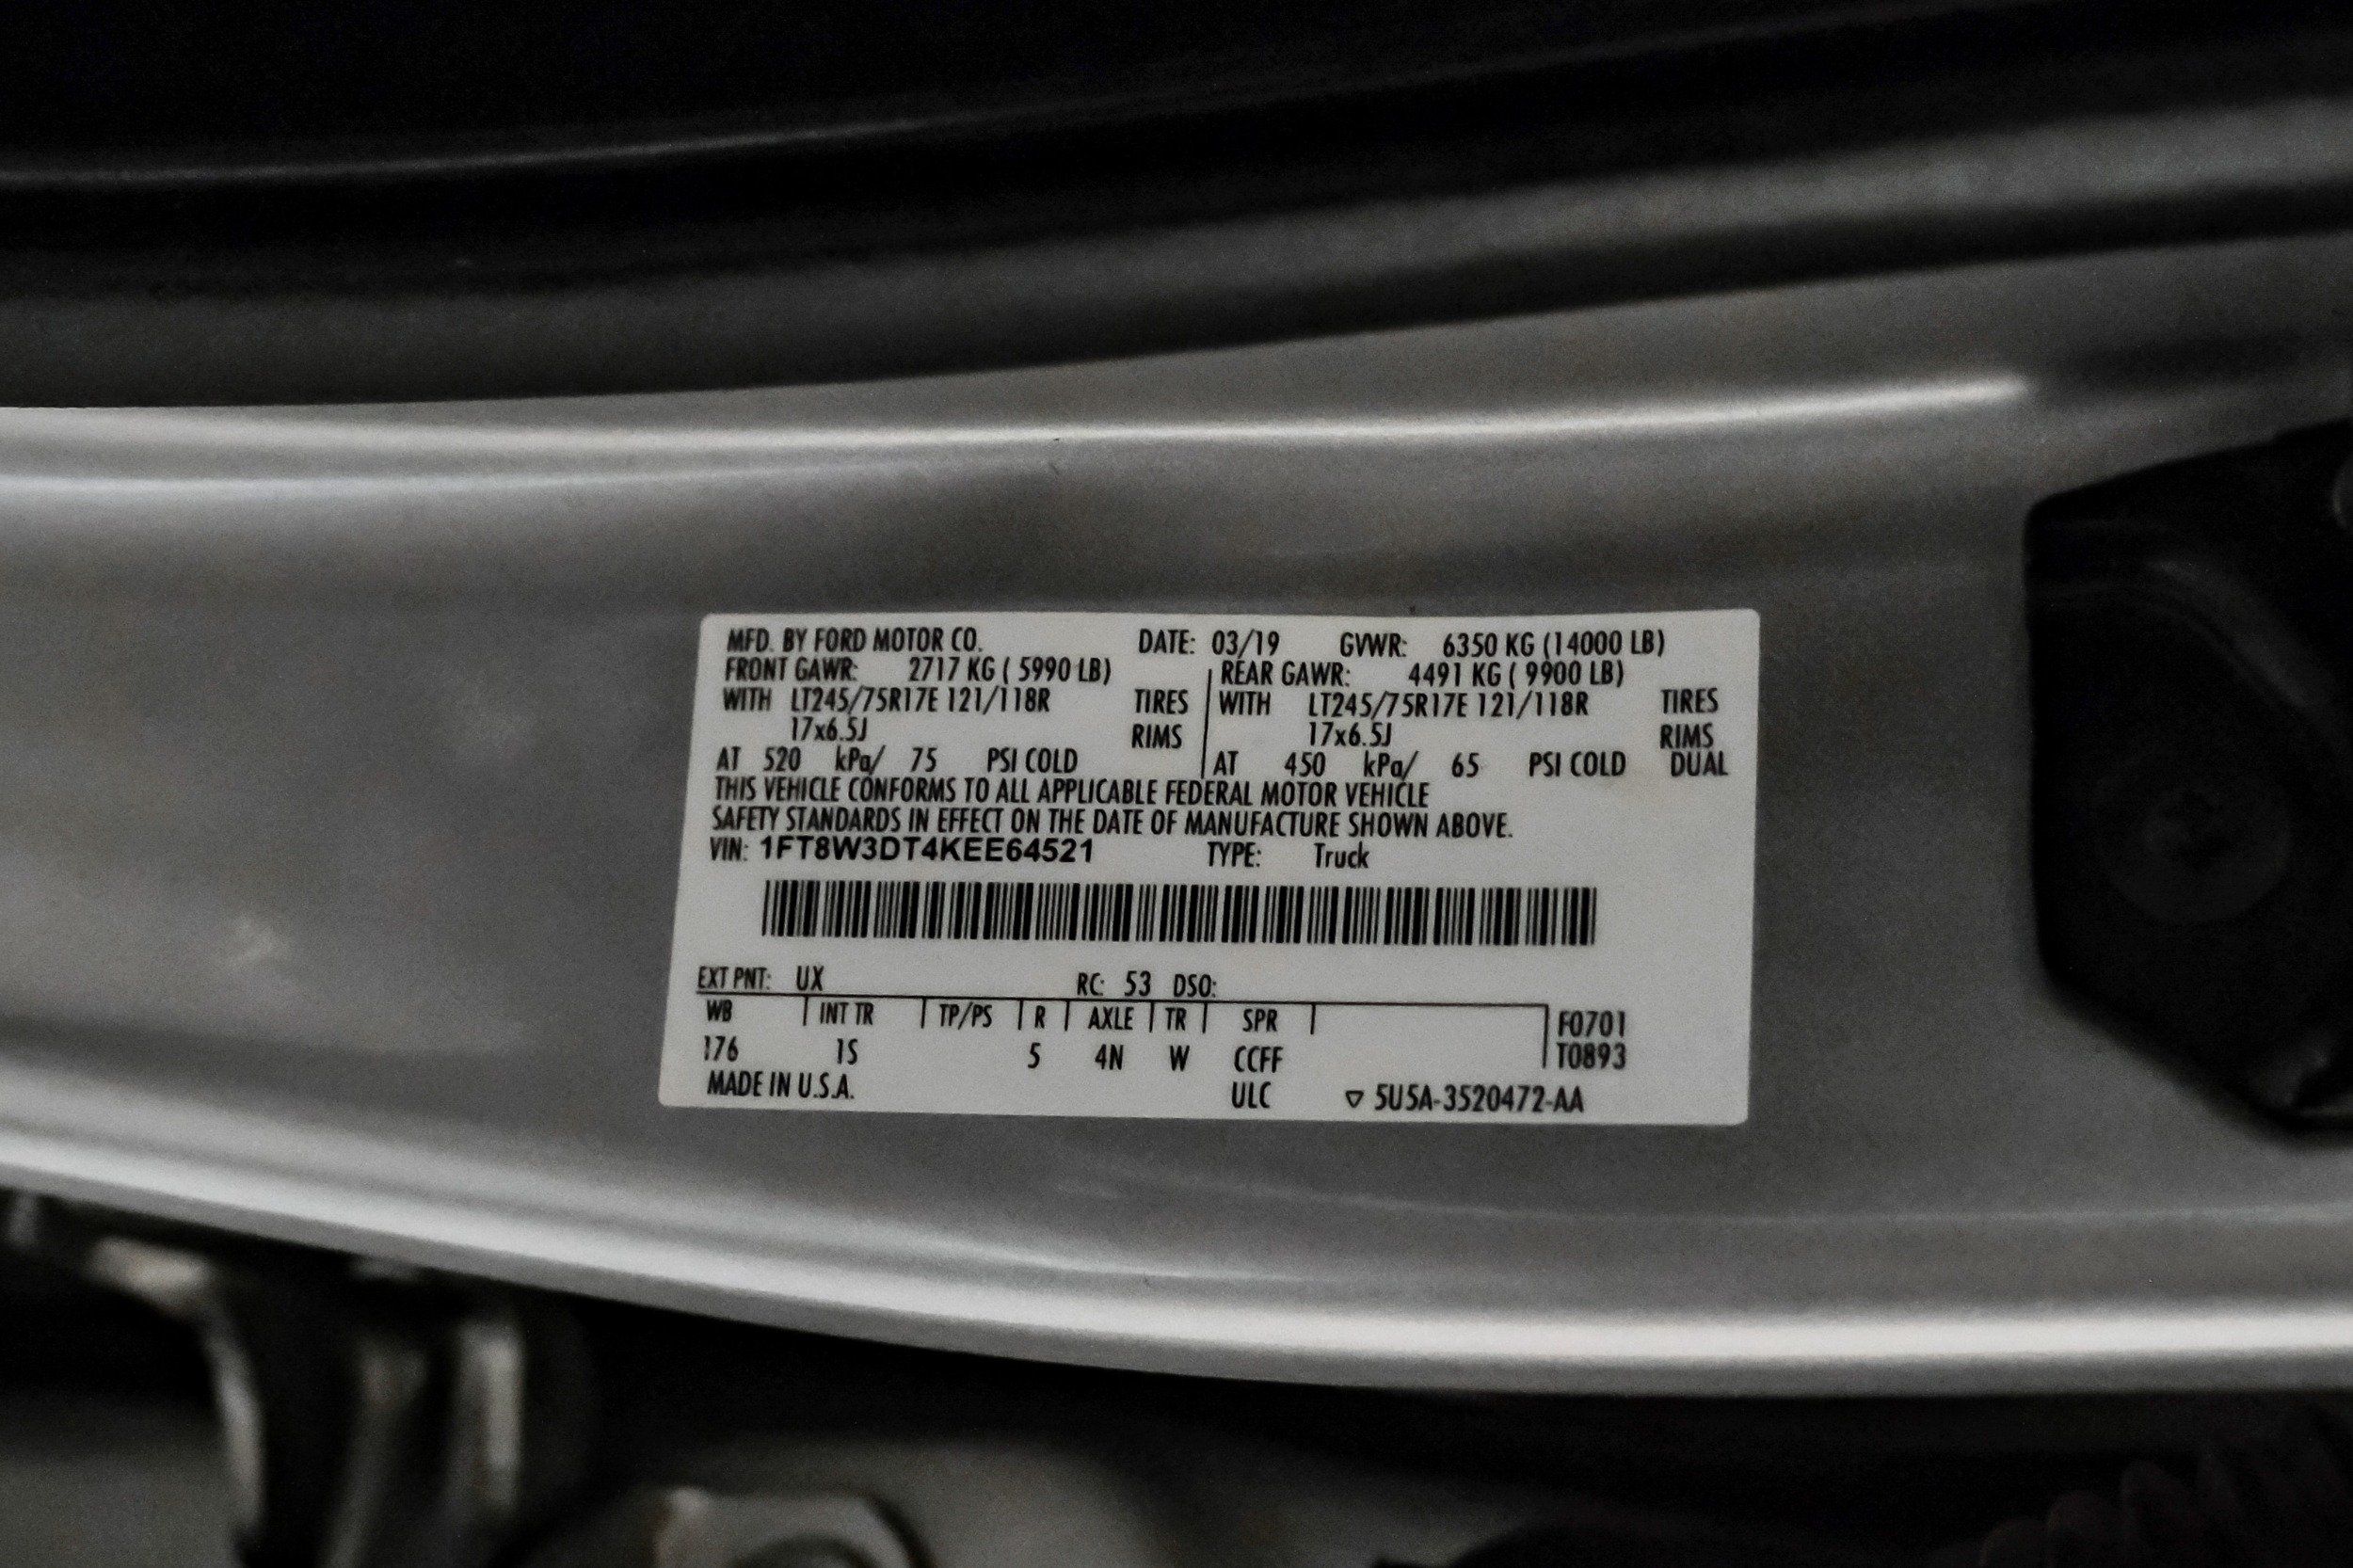 MFD. BY FORD MOTOR CO. DATE: 03/19 GVWR: 6350 KG (14000 LB)
FRONT GAWR: 2717 KG ( 5990 LB) REAR GAWR: 4491 KG ( 9900 LB)
WITH LT245/75R17E 121/118R TIRES WITH LT245/75R17E 121/118R TIRES
17x6.5J RIMS 17x6.5J RIMS
AT 520 kPa/ 75 PSI COLD AT 450 kPa/ 65 PSI COLD DUAL
THIS VEHICLE CONFORMS TO ALL APPLICABLE FEDERAL MOTOR VEHICLE
SAFETY STANDARDS IN EFFECT ON THE DATE OF MANUFACTURE SHOWN ABOVE.
VIN: 1FT8W3DT4KEE64521 TYPE: Truck
EXT PNT: UX RC: 53 DSO:
WB INT TR TP/PS R AXLE TR SPR F0701
176 1S 5 4N W CCFF T0893
MADE IN U.S.A. ULC ▽ 5U5A-3520472-AA